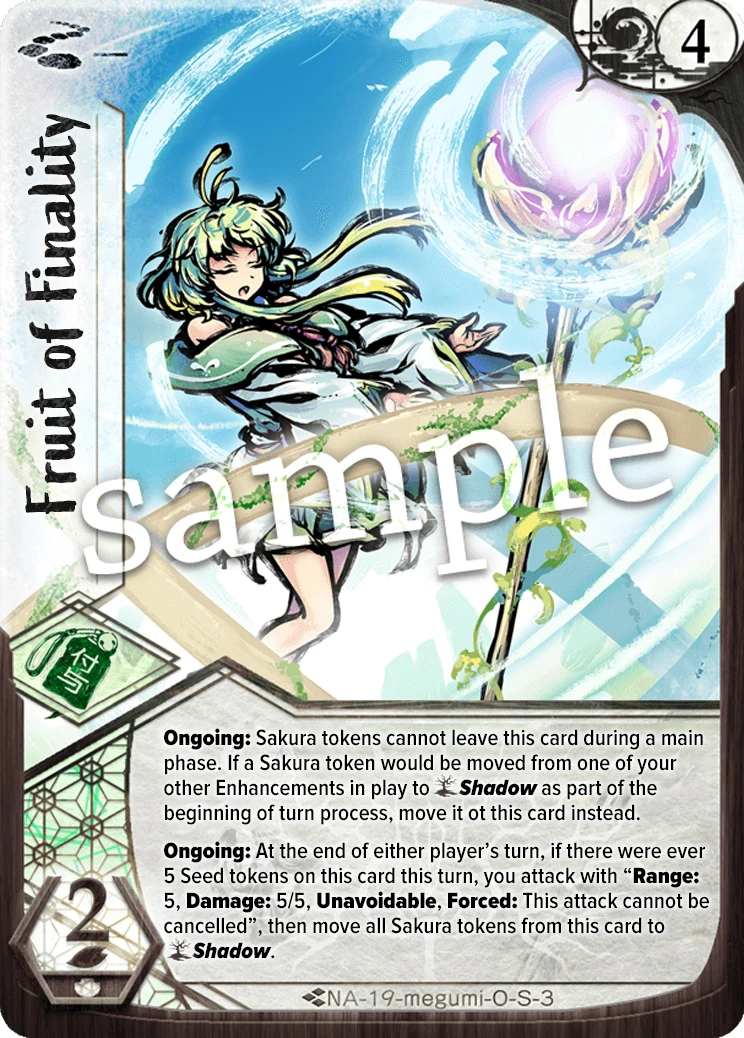 4
Fruit of Finality
sample
付与
Ongoing: Sakura tokens cannot leave this card during a main
phase. If a Sakura token would be moved from one of your
other Enhancements in play to Shadow as part of the
beginning of turn process, move it ot this card instead.
Ongoing: At the end of either player’s turn, if there were ever
5 Seed tokens on this card this turn, you attack with “Range:
5, Damage: 5/5, Unavoidable, Forced: This attack cannot be
cancelled”, then move all Sakura tokens from this card to
Shadow.
2
NA-19-megumi-O-S-3